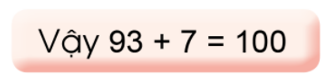 Vậy 93 + 7 = 100